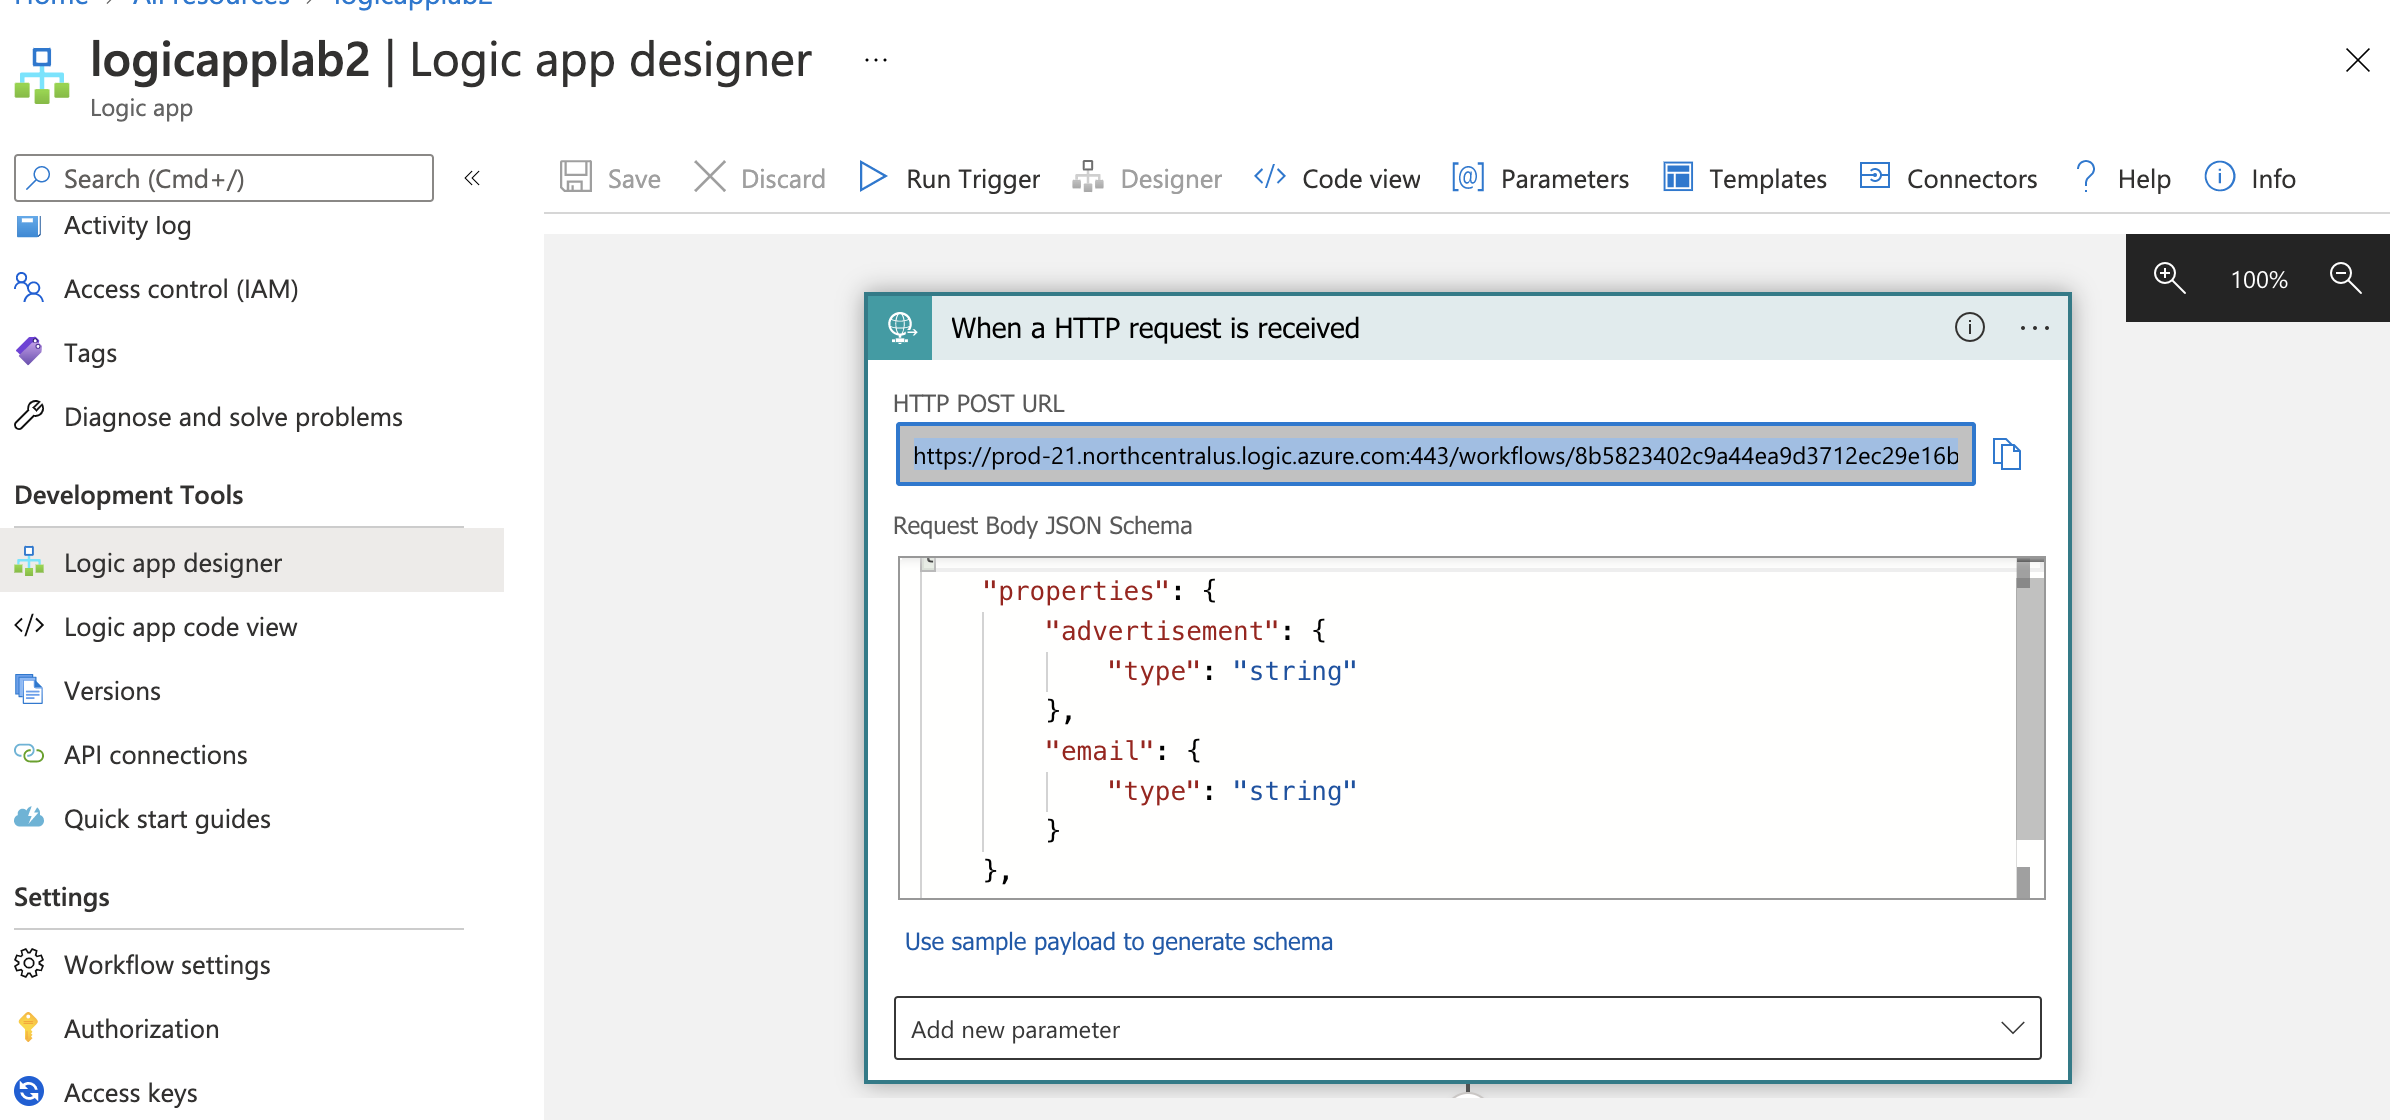 Home > All resources > logicapplab2
logicapplab2 | Logic app designer ...
Logic app
Search (Cmd+/)
«
Save
Discard
Run Trigger
Designer
Code view
Parameters
Templates
Connectors
Help
Info
Activity log
Access control (IAM)
Tags
Diagnose and solve problems
Development Tools
Logic app designer
Logic app code view
Versions
API connections
Quick start guides
Settings
Workflow settings
Authorization
Access keys
100%
When a HTTP request is received
HTTP POST URL
https://prod-21.northcentralus.logic.azure.com:443/workflows/8b5823402c9a44ea9d3712ec29e16b
Request Body JSON Schema
"properties": {
"advertisement": {
"type": "string"
},
"email": {
"type": "string"
}
},
Use sample payload to generate schema
Add new parameter